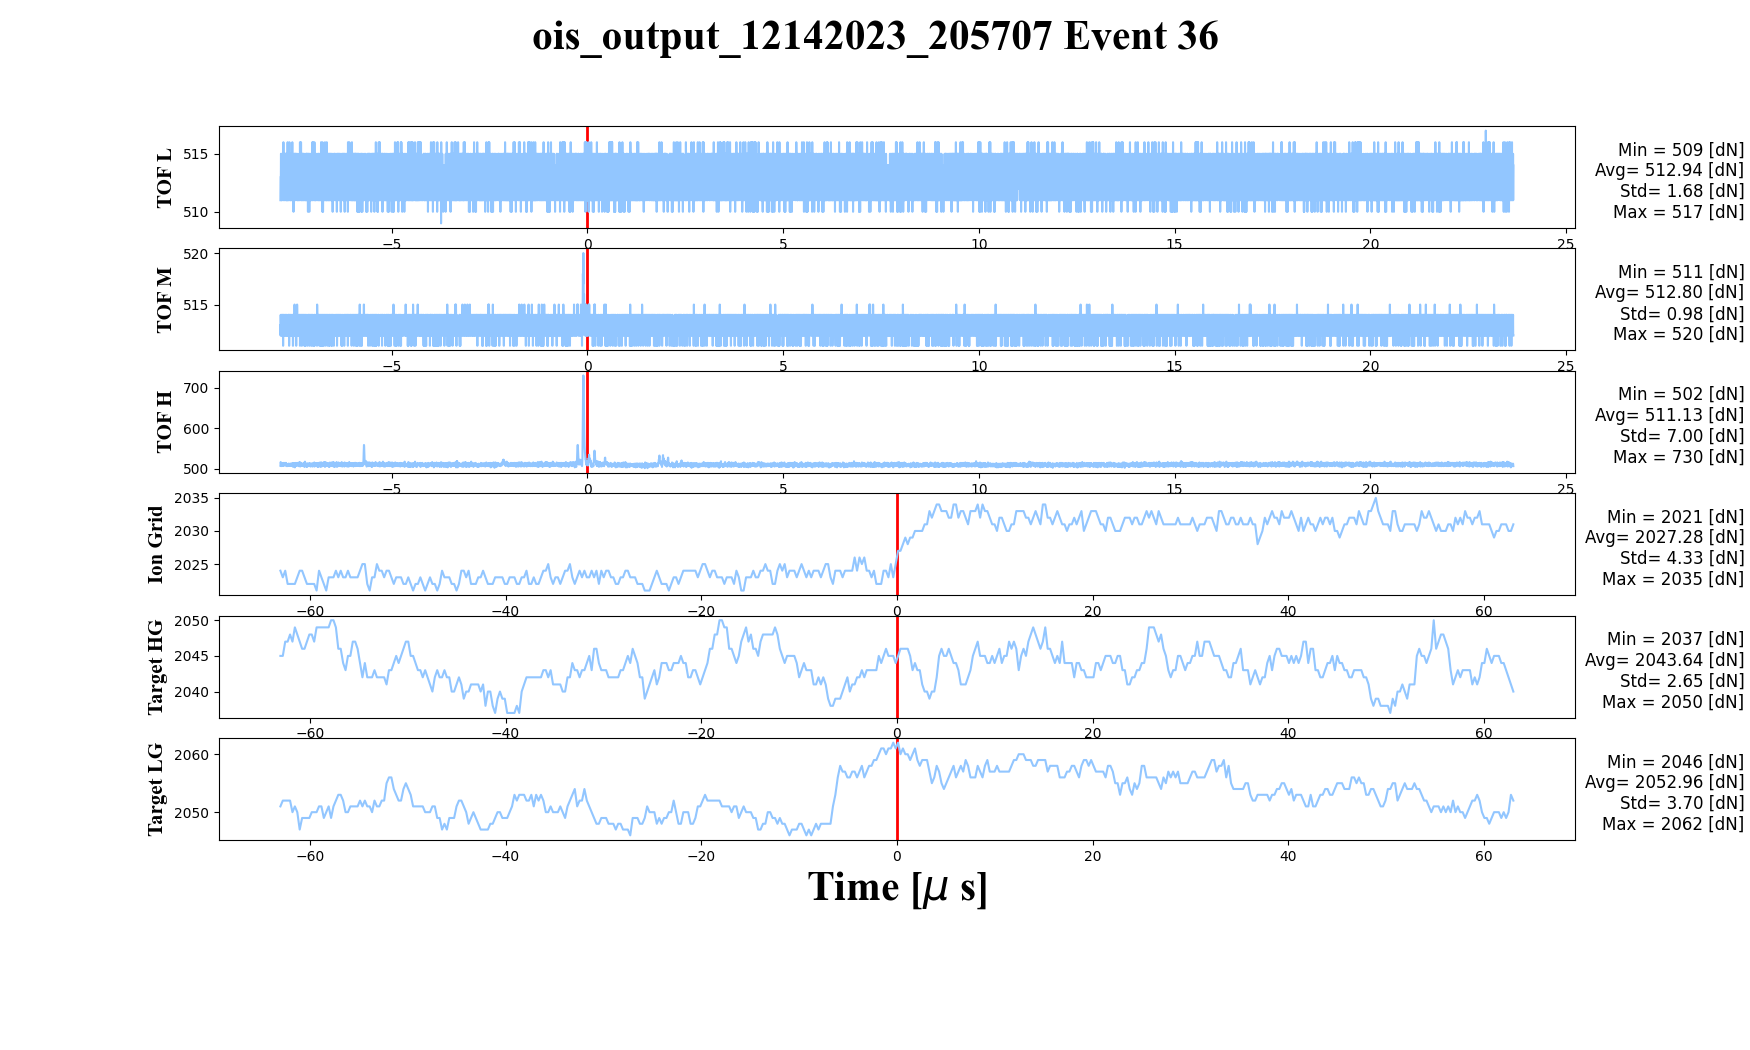 ois_output_12142023_205707 Event 36
TOF L
515
510
−5 0 5 10 15 20 25
Min = 509 [dN]
Avg= 512.94 [dN]
Std= 1.68 [dN]
Max = 517 [dN]
TOF M
520
515
−5 0 5 10 15 20 25
Min = 511 [dN]
Avg= 512.80 [dN]
Std= 0.98 [dN]
Max = 520 [dN]
TOF H
700
600
500
−5 0 5 10 15 20 25
Min = 502 [dN]
Avg= 511.13 [dN]
Std= 7.00 [dN]
Max = 730 [dN]
Ion Grid
2035
2030
2025
−60 −40 −20 0 20 40 60
Min = 2021 [dN]
Avg= 2027.28 [dN]
Std= 4.33 [dN]
Max = 2035 [dN]
Target HG
2050
2045
2040
−60 −40 −20 0 20 40 60
Min = 2037 [dN]
Avg= 2043.64 [dN]
Std= 2.65 [dN]
Max = 2050 [dN]
Target LG
2060
2050
−60 −40 −20 0 20 40 60
Min = 2046 [dN]
Avg= 2052.96 [dN]
Std= 3.70 [dN]
Max = 2062 [dN]
Time [μ s]